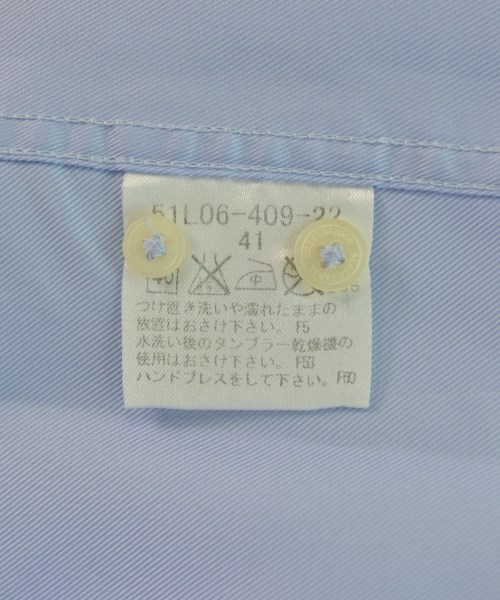 51L06-409-22
41
40 エンソ 中
つけ置き洗いや濡れたままの
放置はおさけ下さい。 F5
水洗い後のタンブラー乾燥機の
使用はおさけ下さい。 F53
ハンドプレスをして下さい。 F60